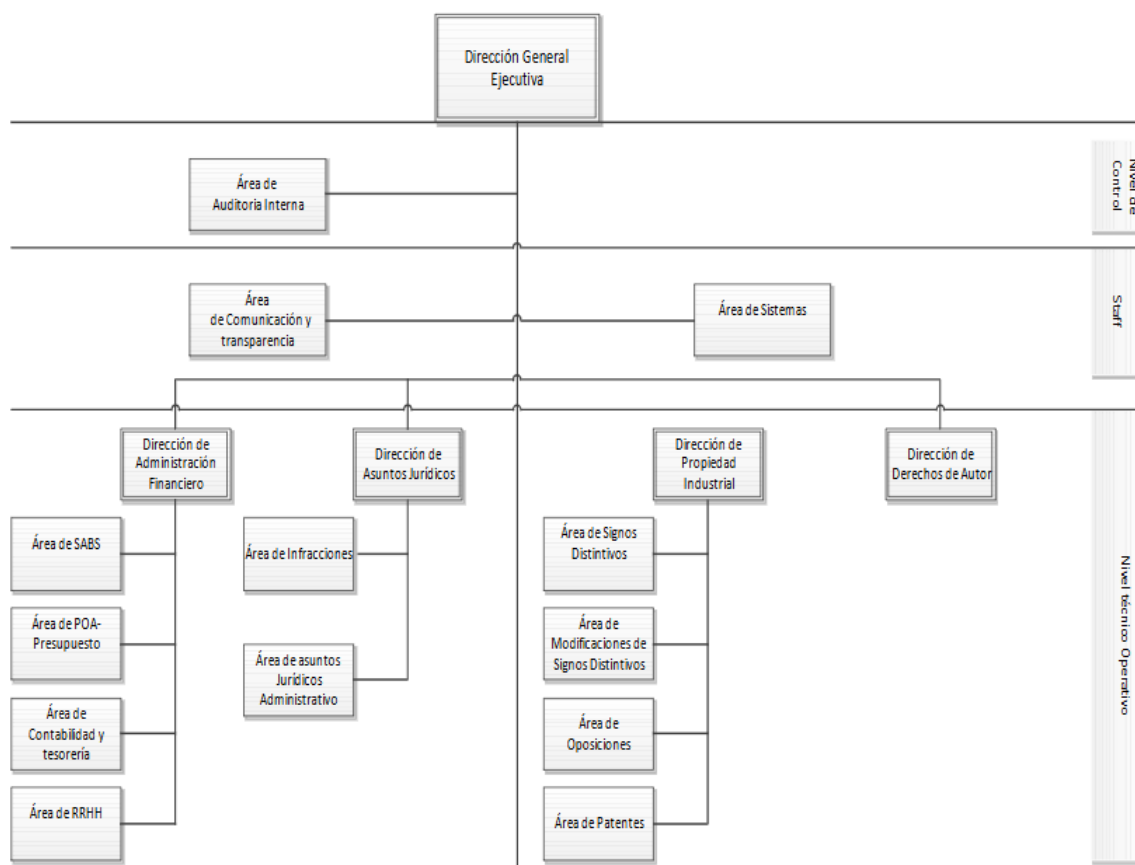 Dirección General
Ejecutiva
Área de
Auditoria Interna
Nivel de
Control
Área
de Comunicación y
transparencia
Área de Sistemas
Staff
Dirección de
Administración
Financiero
Dirección de
Asuntos Jurídicos
Dirección de
Propiedad
Industrial
Dirección de
Derechos de Autor
Área de SABS
Área de Infracciones
Área de Signos
Distintivos
Área de POA-
Presupuesto
Área de asuntos
Jurídicos
Administrativo
Área de
Modificaciones de
Signos Distintivos
Nivel técnico Operativo
Área de
Contabilidad y
tesorería
Área de
Oposiciones
Área de RRHH
Área de Patentes